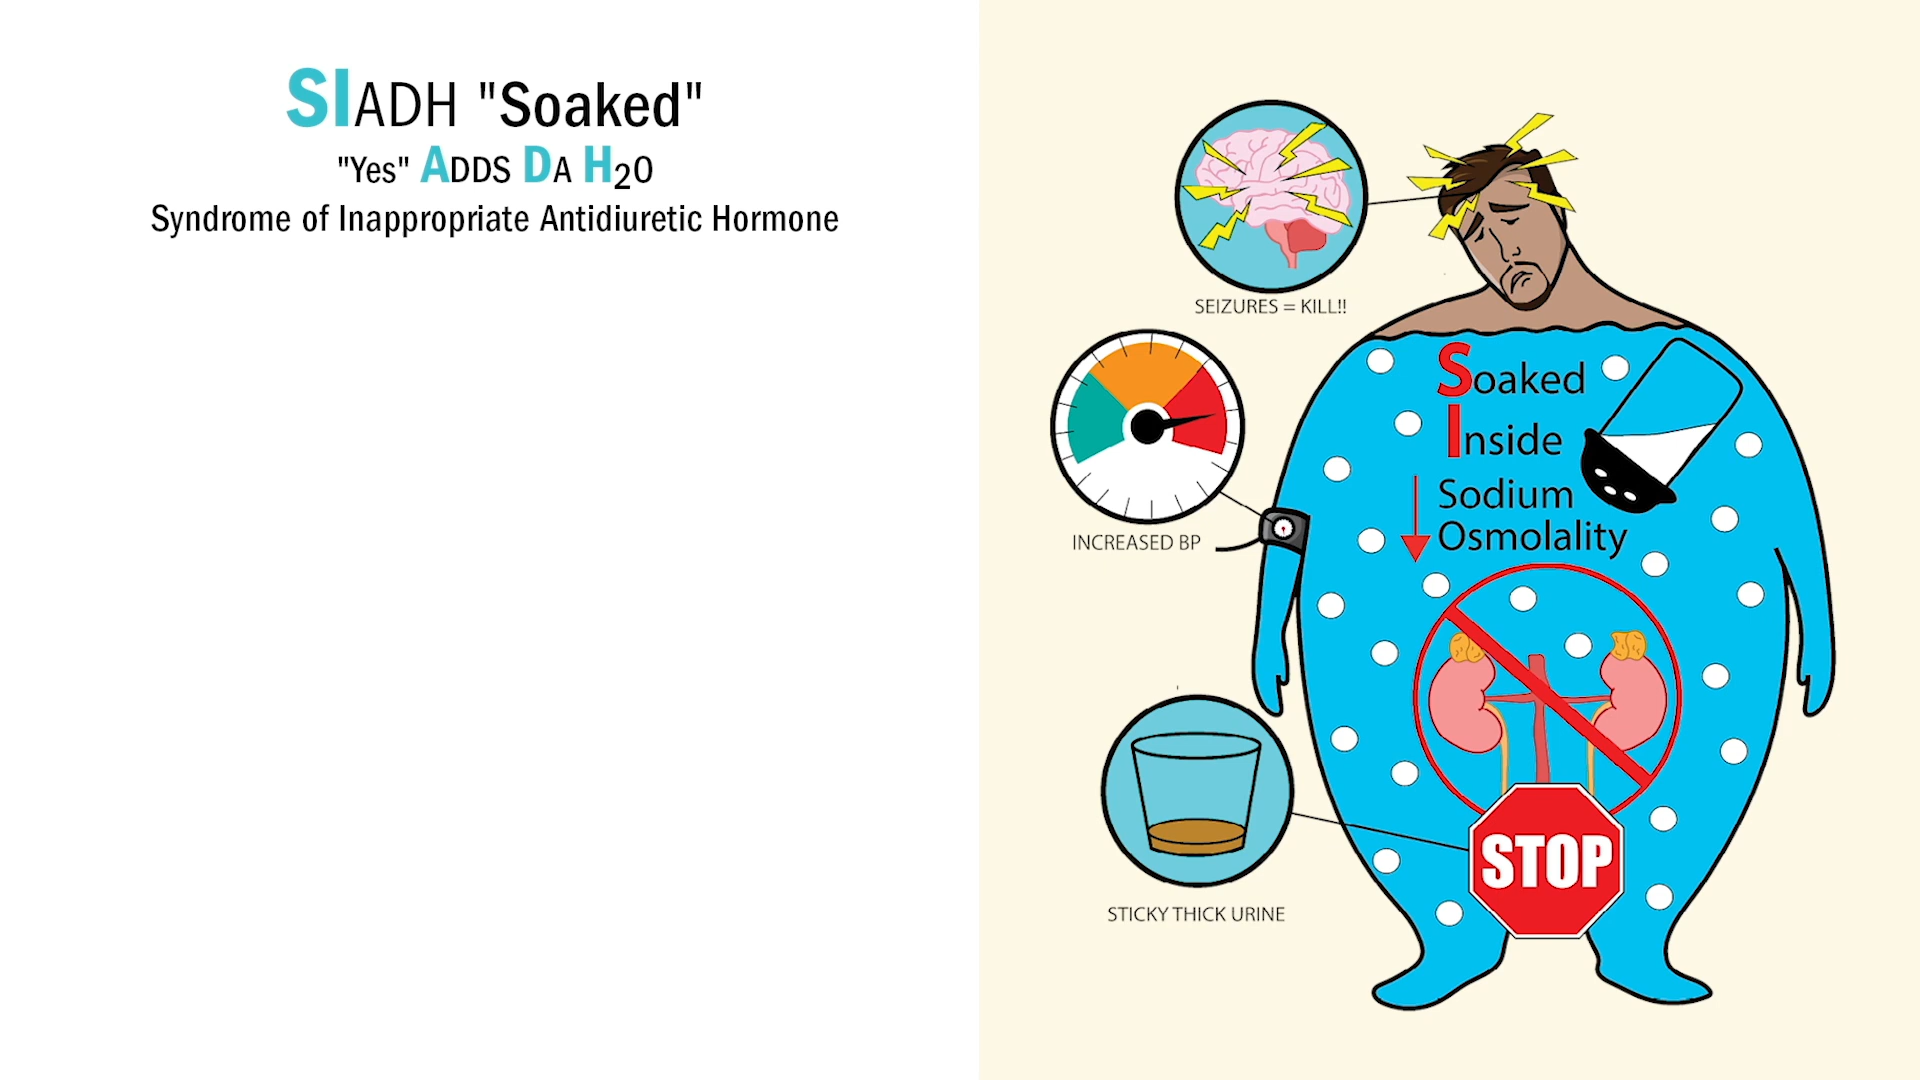 SIADH "Soaked"
"Yes" ADDS DA H2O
Syndrome of Inappropriate Antidiuretic Hormone
SEIZURES = KILL!!
INCREASED BP
Soaked
Inside
Sodium
Osmolality
STOP
STICKY THICK URINE